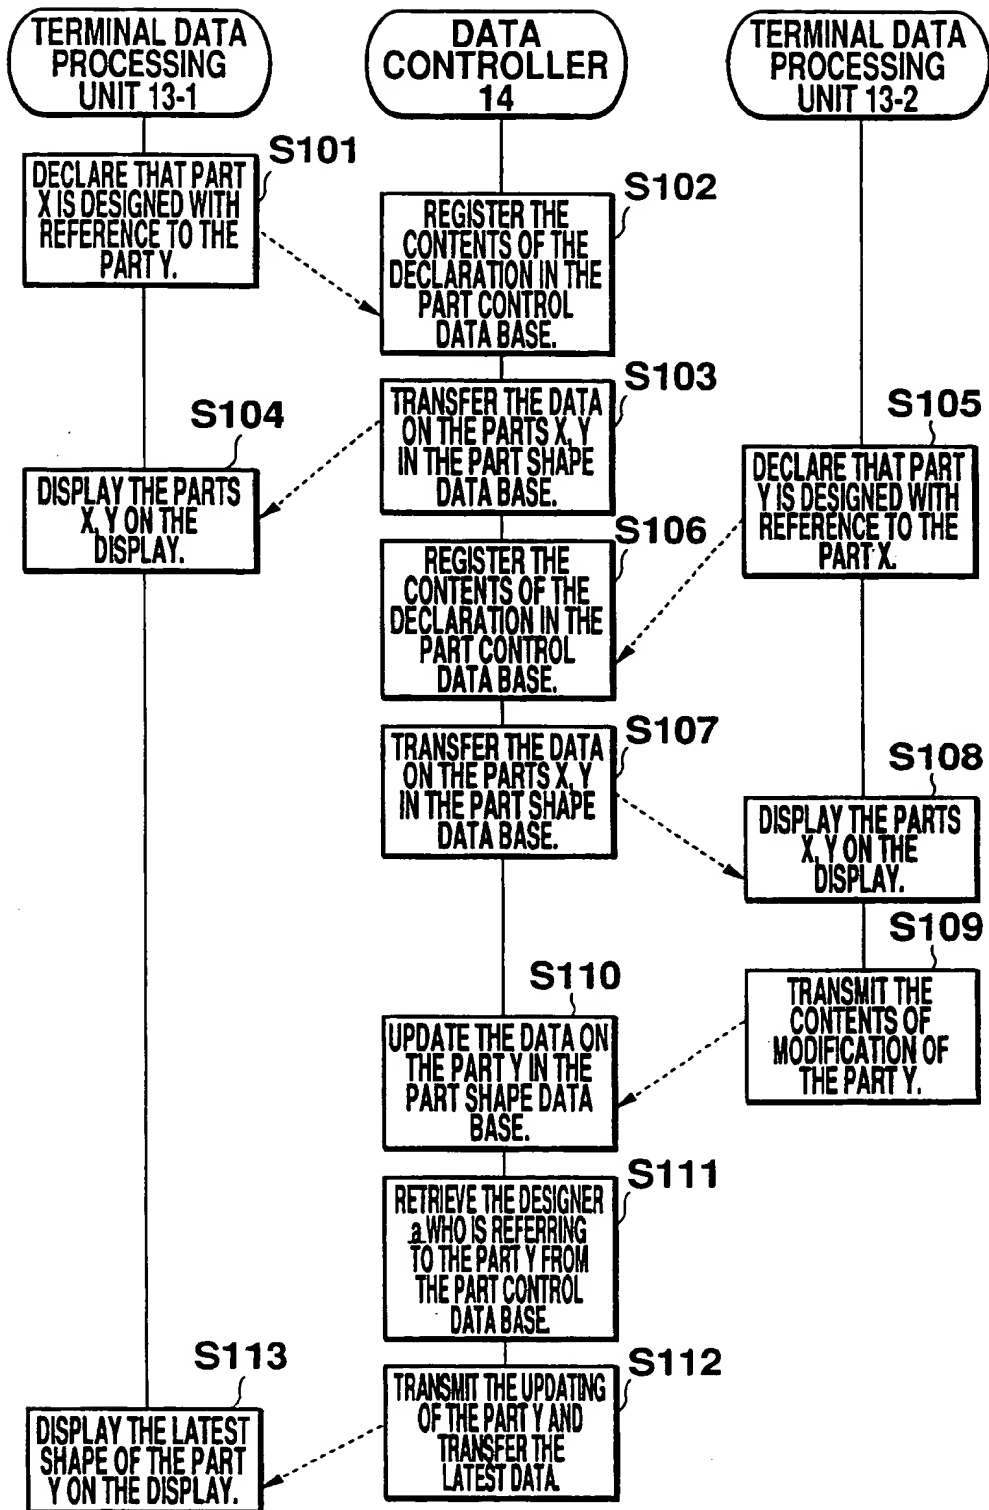 TERMINAL DATA
PROCESSING
UNIT 13-1
DATA
CONTROLLER
14
TERMINAL DATA
PROCESSING
UNIT 13-2
S101
DECLARE THAT PART
X IS DESIGNED WITH
REFERENCE TO THE
PART Y.
S102
REGISTER THE
CONTENTS OF THE
DECLARATION IN THE
PART CONTROL
DATA BASE.
S103
TRANSFER THE DATA
ON THE PARTS X, Y
IN THE PART SHAPE
DATA BASE.
S104
DISPLAY THE PARTS
X, Y ON THE
DISPLAY.
S105
DECLARE THAT PART
Y IS DESIGNED WITH
REFERENCE TO THE
PART X.
S106
REGISTER THE
CONTENTS OF THE
DECLARATION IN THE
PART CONTROL
DATA BASE.
S107
TRANSFER THE DATA
ON THE PARTS X, Y
IN THE PART SHAPE
DATA BASE.
S108
DISPLAY THE PARTS
X, Y ON THE
DISPLAY.
S109
TRANSMIT THE
CONTENTS OF
MODIFICATION OF
THE PART Y.
S110
UPDATE THE DATA ON
THE PART Y IN THE
PART SHAPE DATA
BASE.
S111
RETRIEVE THE DESIGNER
a WHO IS REFERRING
TO THE PART Y FROM
THE PART CONTROL
DATA BASE.
S112
TRANSMIT THE UPDATING
OF THE PART Y AND
TRANSFER THE
LATEST DATA.
S113
DISPLAY THE LATEST
SHAPE OF THE PART
Y ON THE DISPLAY.